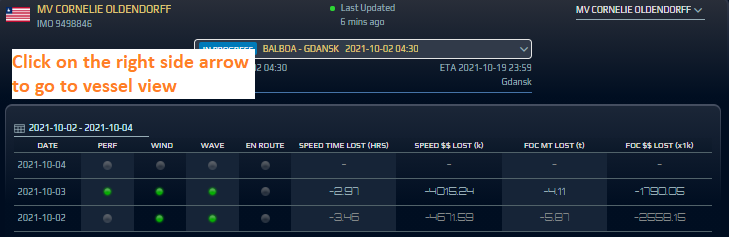 MV CORNELIE OLDENDORFF
IMO 9498846
Last Updated
6 mins ago
MV CORNELIE OLDENDORFF
BALBOA - GDANSK 2021-10-02 04:30
Click on the right side arrow
to go to vessel view
02 04:30
ETA 2021-10-19 23:59
Gdansk
2021-10-02 - 2021-10-04
DATE PERF WIND WAVE EN ROUTE SPEED TIME LOST (HRS) SPEED $$ LOST (k) FOC MT LOST (t) FOC $$ LOST (x1k)
2021-10-04 - - - -
2021-10-03 -2.97 -4015.24 -4.11 -1790.05
2021-10-02 -3.46 -4671.59 -5.87 -2558.15